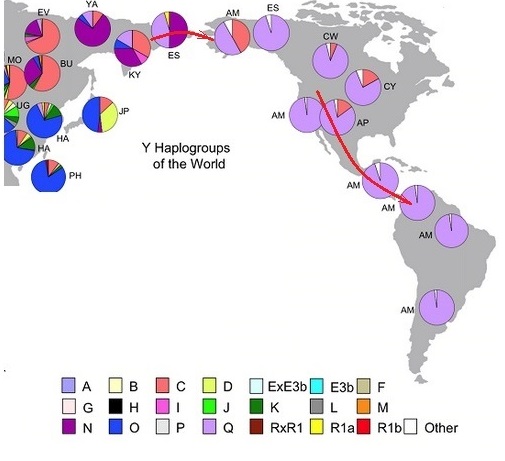 YA
EV
ES
AM
CW
MO
BU
ES
KY
CY
UG
JP
AM
AP
HA
HA
Y Haplogroups
of the World
PH
AM
AM
AM
AM
A B C D ExE3b E3b F
G H I J K L M
N O P Q RxR1 R1a R1b Other